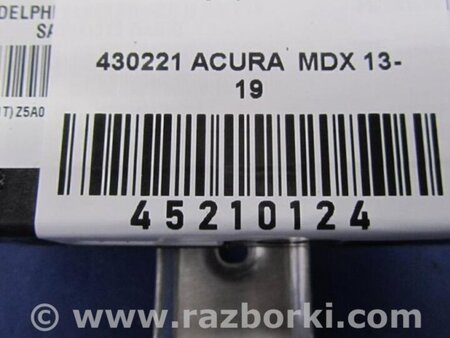 DELPHI
SA
T) Z5A0
430221 ACURA MDX 13-
19
45210124
© www.razborki.com